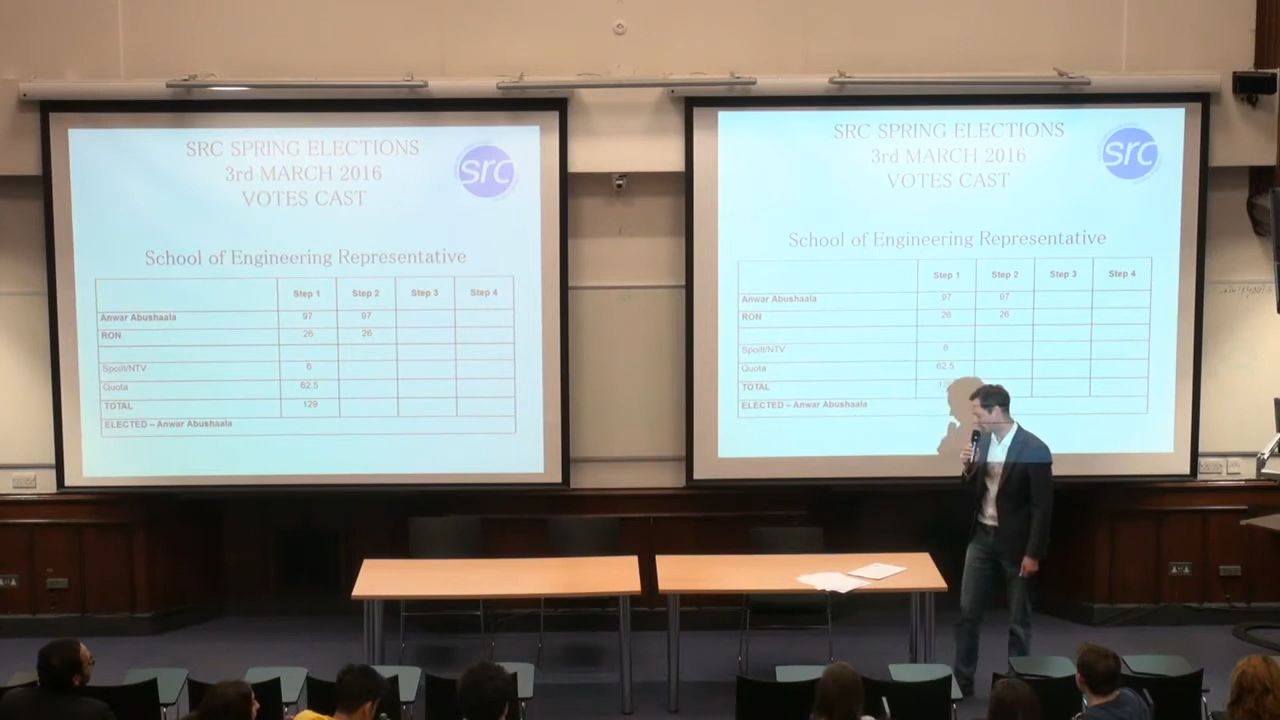 SRC SPRING ELECTIONS
3rd MARCH 2016
VOTES CAST
src
School of Engineering Representative
Step 1 Step 2 Step 3 Step 4
Anwar Abushaala 97 97
RON 26 26
Spoilt/NTV 6
Quota 62.5
TOTAL 129
ELECTED – Anwar Abushaala
SRC SPRING ELECTIONS
3rd MARCH 2016
VOTES CAST
src
School of Engineering Representative
Step 1 Step 2 Step 3 Step 4
Anwar Abushaala 97 97
RON 26 26
Spoilt/NTV 6
Quota 62.5
TOTAL
ELECTED – Anwar Abushaala